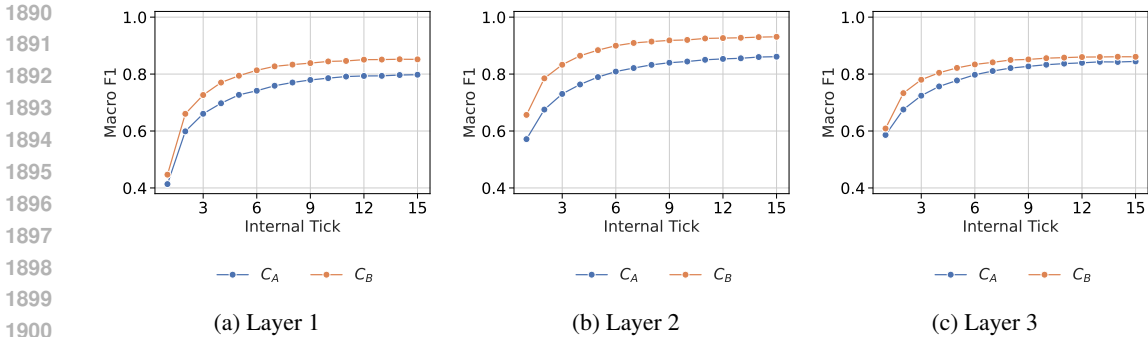 1890
1891
1892
1893
1894
1895
1896
1897
1898
1899
1900
1.0
0.8
0.6
0.4
Macro F1
3 6 9 12 15
Internal Tick
C_A C_B
(a) Layer 1
1.0
0.8
0.6
0.4
Macro F1
3 6 9 12 15
Internal Tick
C_A C_B
(b) Layer 2
1.0
0.8
0.6
0.4
Macro F1
3 6 9 12 15
Internal Tick
C_A C_B
(c) Layer 3